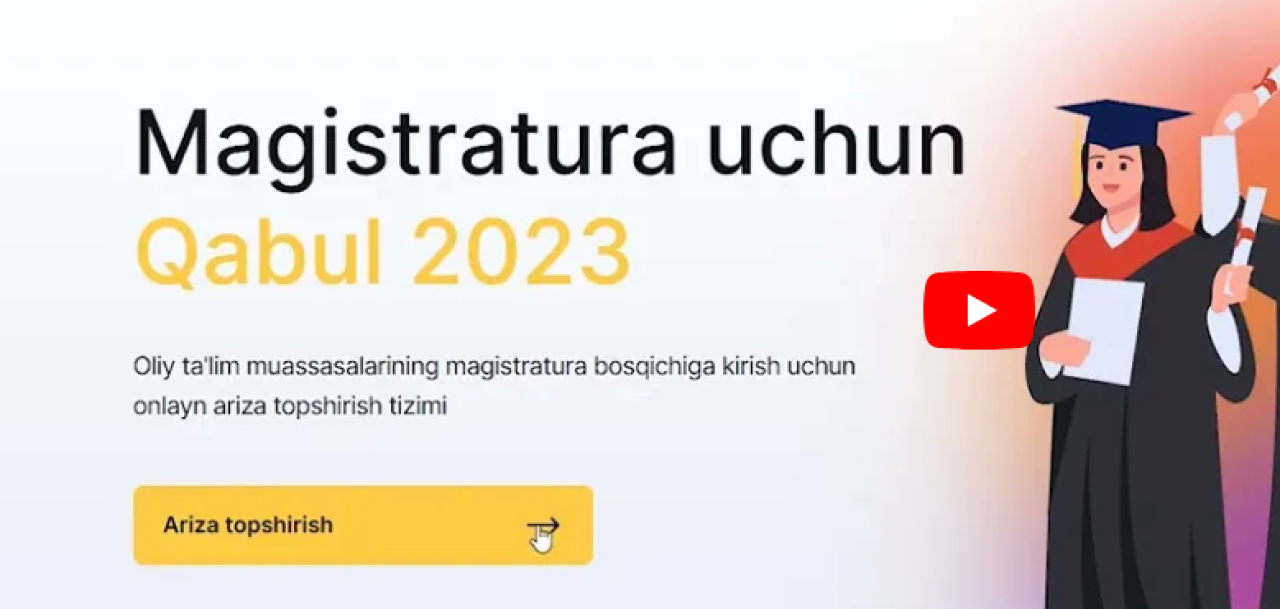 Magistratura uchun
Qabul 2023
Oliy ta'lim muassasalarining magistratura bosqichiga kirish uchun
onlayn ariza topshirish tizimi
Ariza topshirish